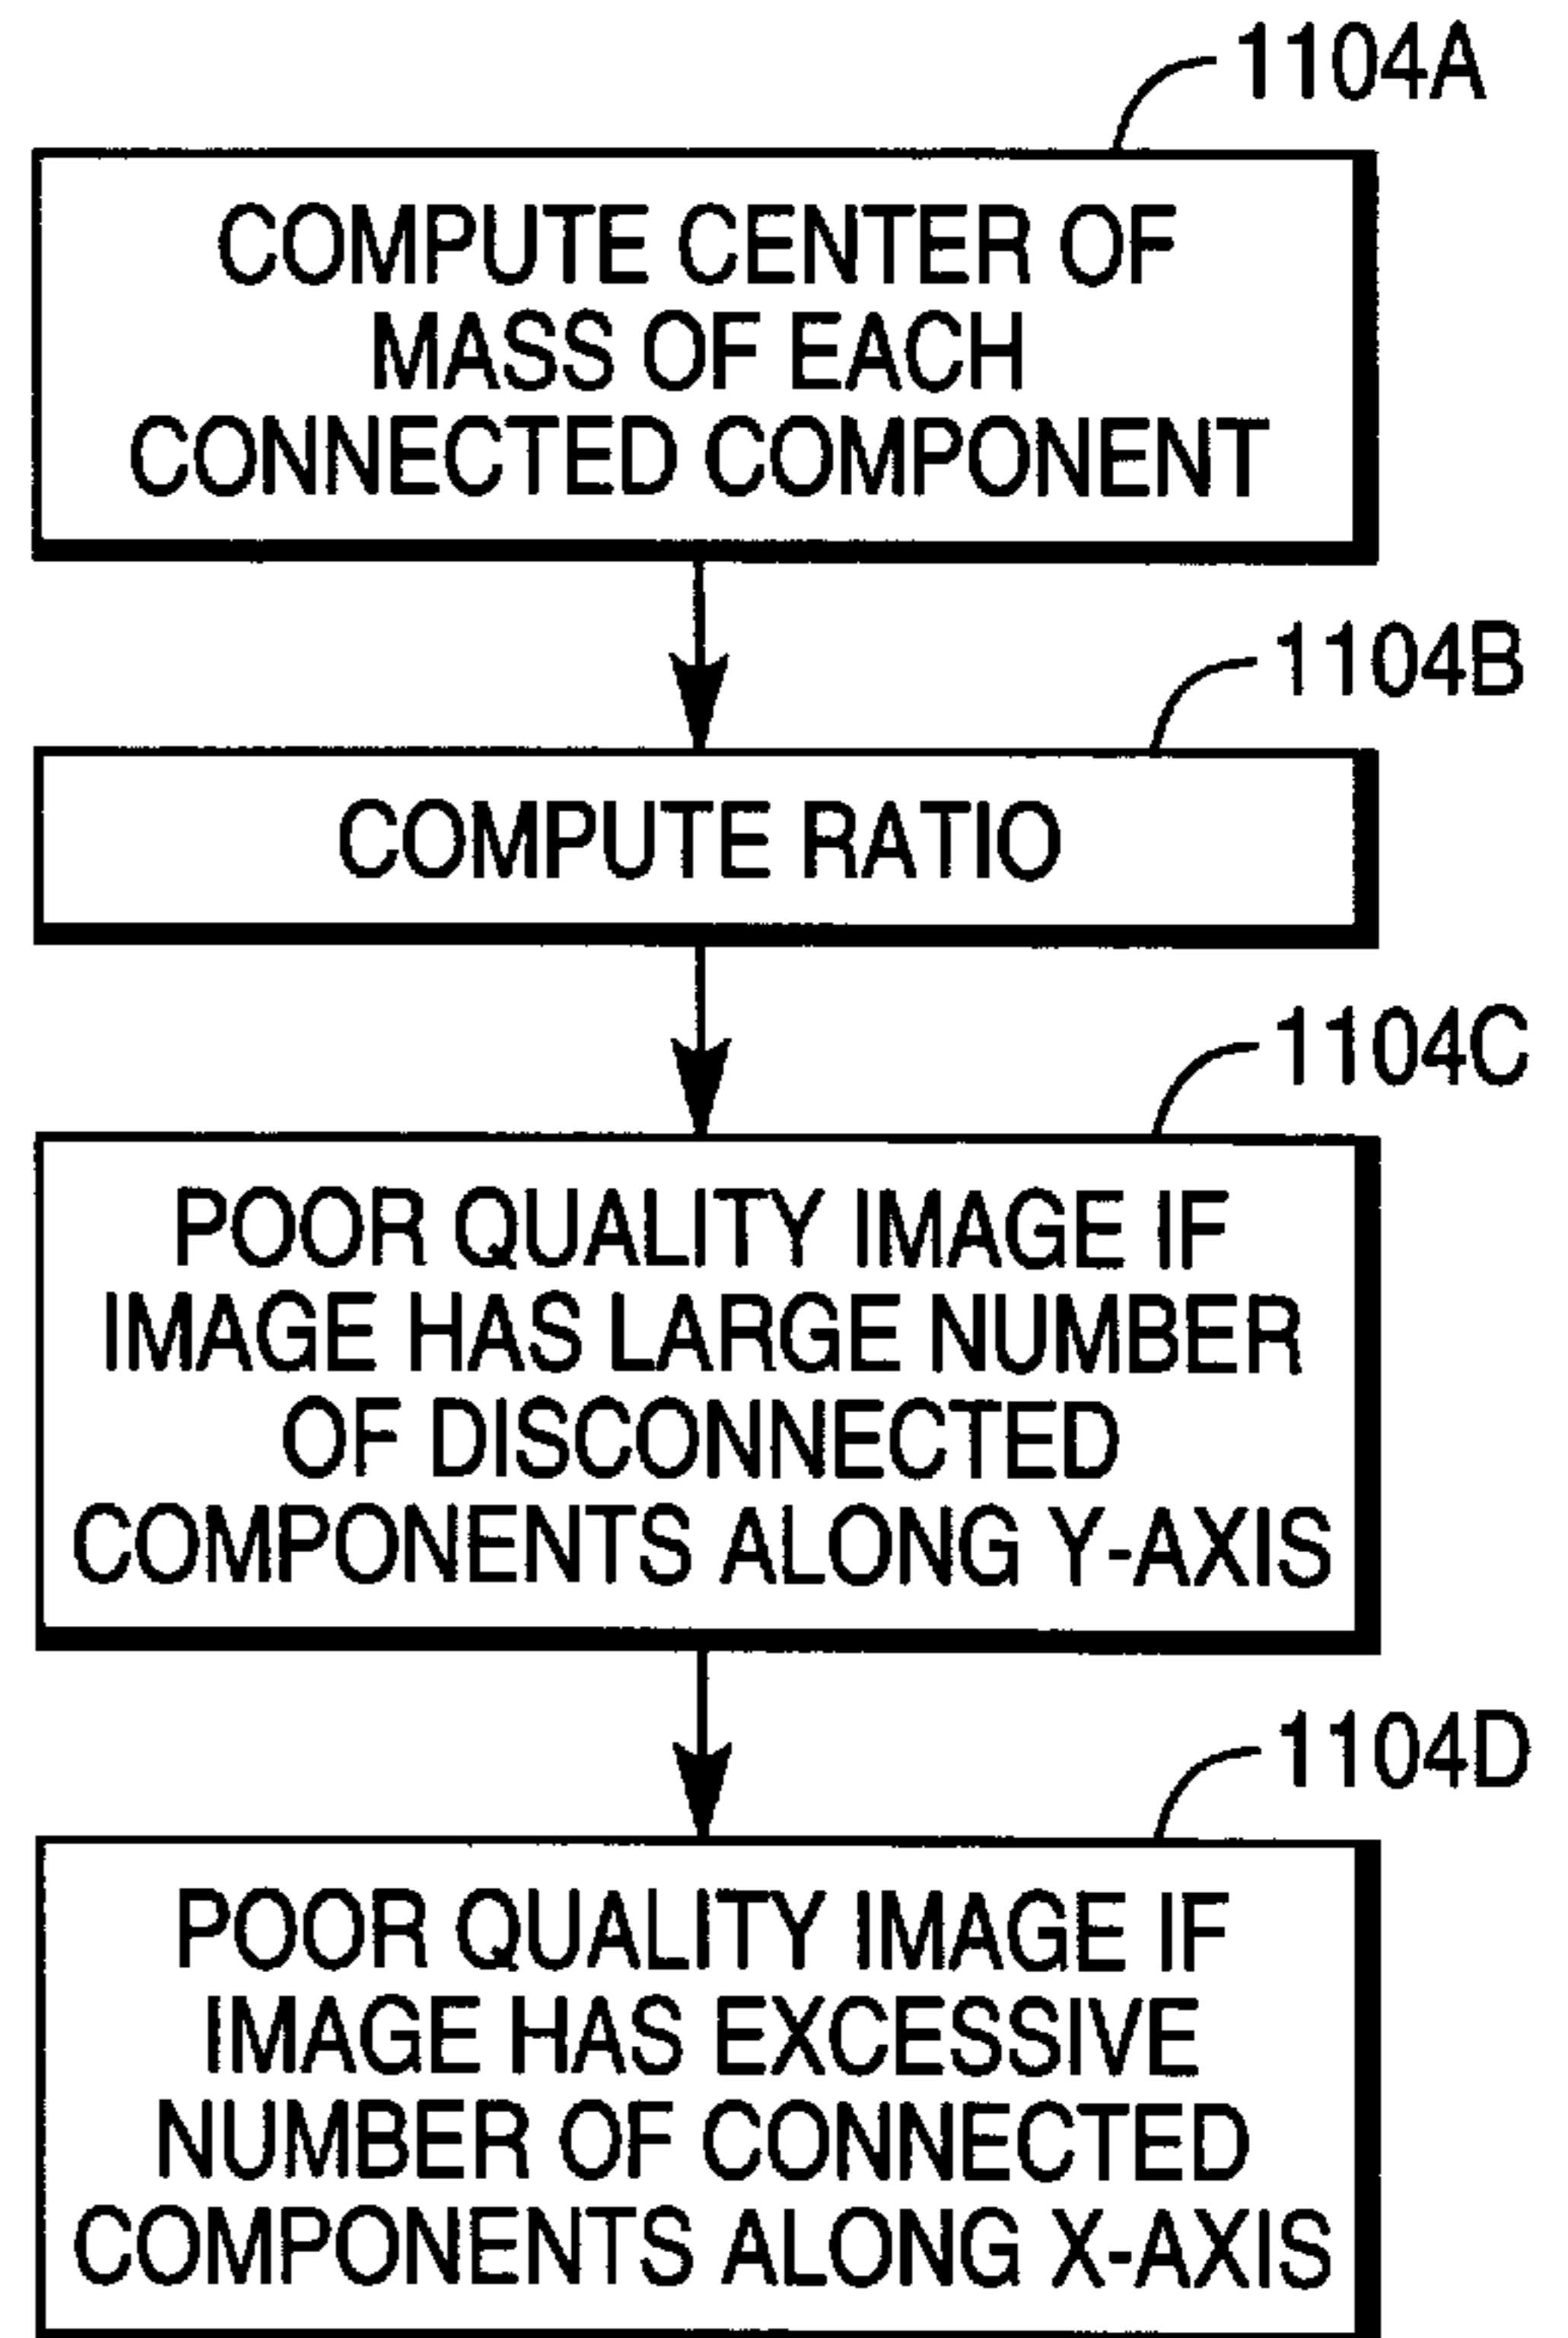 1104A
COMPUTE CENTER OF
MASS OF EACH
CONNECTED COMPONENT
1104B
COMPUTE RATIO
1104C
POOR QUALITY IMAGE IF
IMAGE HAS LARGE NUMBER
OF DISCONNECTED
COMPONENTS ALONG Y-AXIS
1104D
POOR QUALITY IMAGE IF
IMAGE HAS EXCESSIVE
NUMBER OF CONNECTED
COMPONENTS ALONG X-AXIS